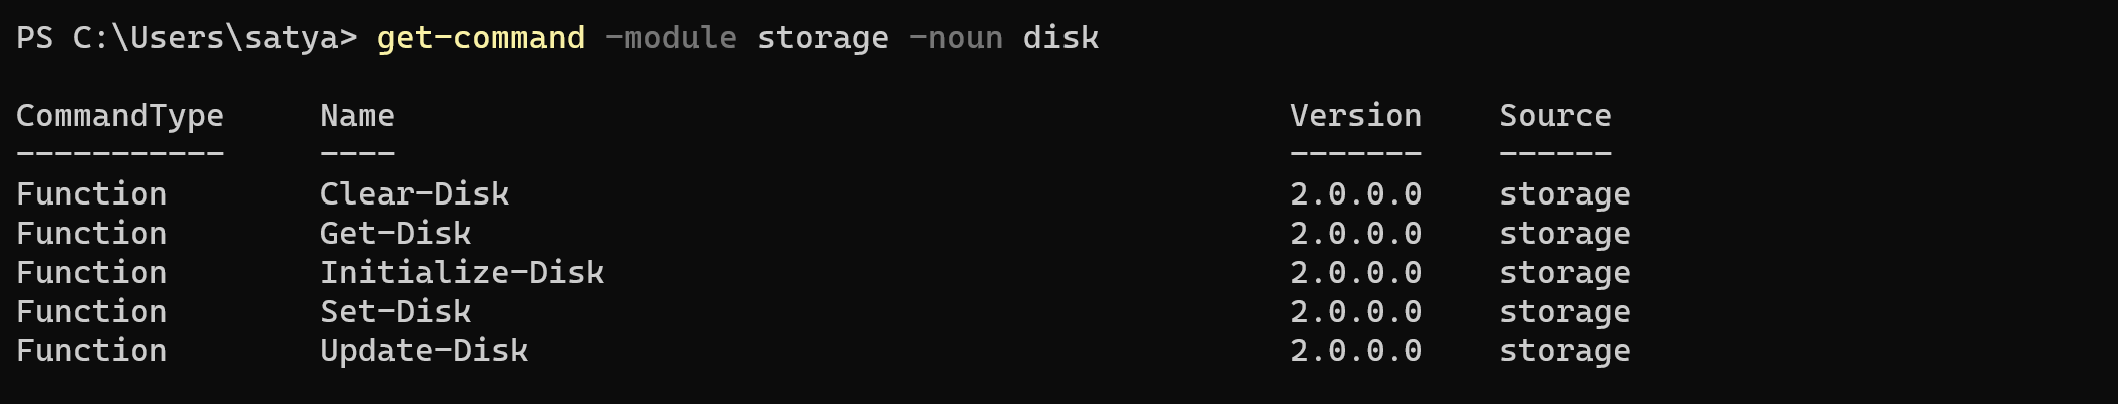 PS C:\Users\satya> get-command -module storage -noun disk
CommandType     Name                                               Version    Source
-----------     ----                                               -------    ------
Function        Clear-Disk                                         2.0.0.0    storage
Function        Get-Disk                                           2.0.0.0    storage
Function        Initialize-Disk                                    2.0.0.0    storage
Function        Set-Disk                                           2.0.0.0    storage
Function        Update-Disk                                        2.0.0.0    storage